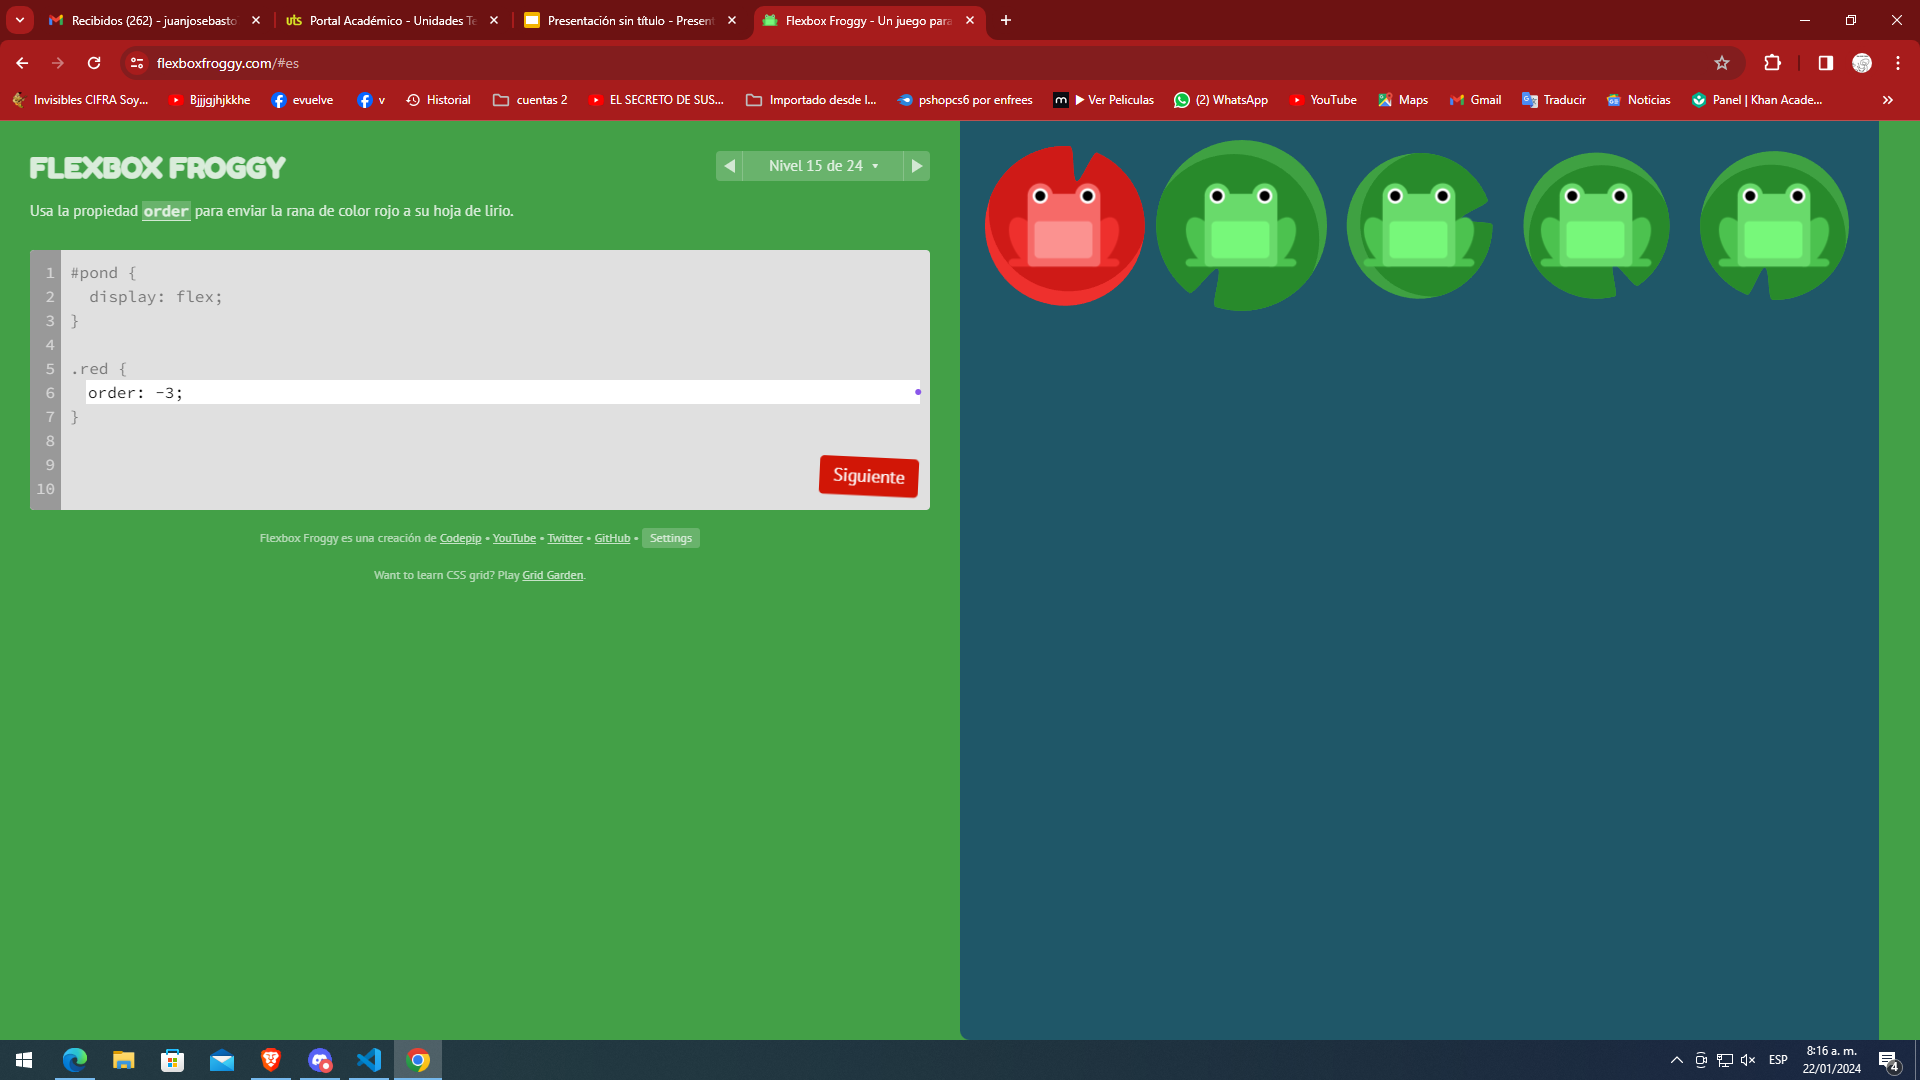 Recibidos (262) - juanjosebasto
uts Portal Académico - Unidades Te
Presentación sin título - Present
Flexbox Froggy - Un juego para
flexboxfroggy.com/#es
Invisibles CIFRA Soy...
Bjjjgjhjkkhe
evuelve
v
Historial
cuentas 2
EL SECRETO DE SUS...
Importado desde I...
pshopcs6 por enfrees
m ▶ Ver Peliculas
(2) WhatsApp
YouTube
Maps
Gmail
Traducir
Noticias
Panel | Khan Acade...
FLEXBOX FROGGY
Nivel 15 de 24
Usa la propiedad order para enviar la rana de color rojo a su hoja de lirio.
1 #pond {
2 display: flex;
3 }
4
5 .red {
6 order: -3;
7 }
8
9
10
Siguiente
Flexbox Froggy es una creación de Codepip • YouTube • Twitter • GitHub • Settings
Want to learn CSS grid? Play Grid Garden.
ESP
8:16 a. m.
22/01/2024
4